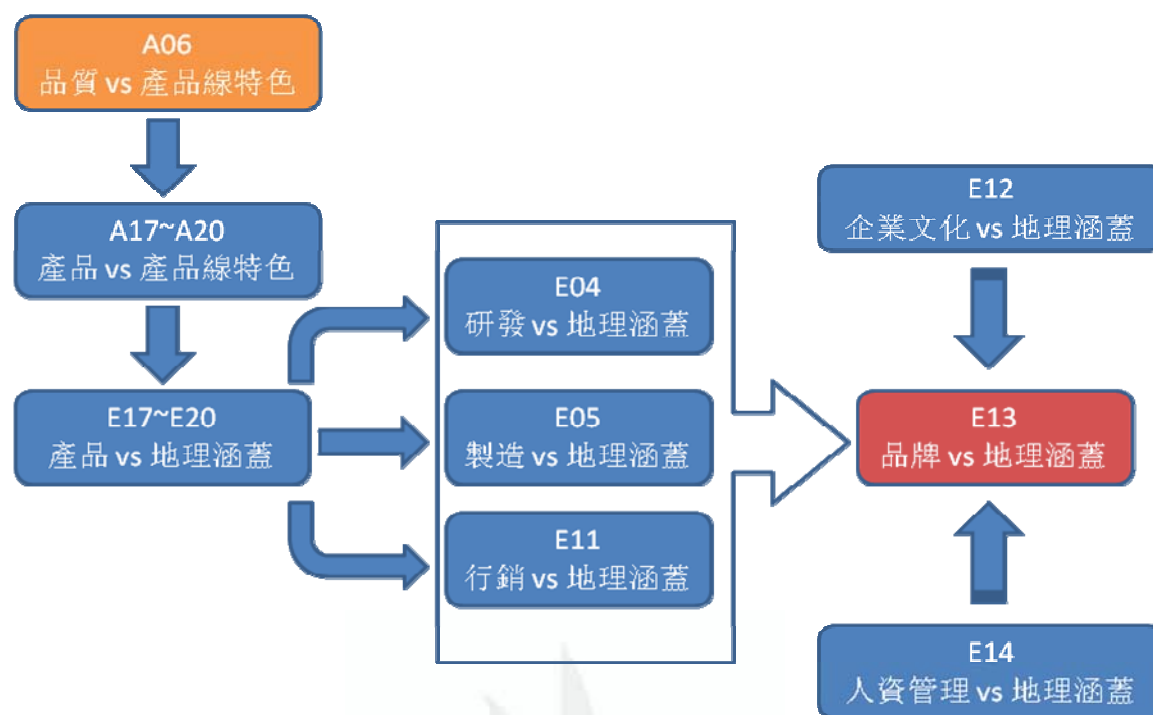 A06
品質 vs 產品線特色
A17~A20
產品 vs 產品線特色
E17~E20
產品 vs 地理涵蓋
E04
研發 vs 地理涵蓋
E05
製造 vs 地理涵蓋
E11
行銷 vs 地理涵蓋
E12
企業文化 vs 地理涵蓋
E13
品牌 vs 地理涵蓋
E14
人資管理 vs 地理涵蓋